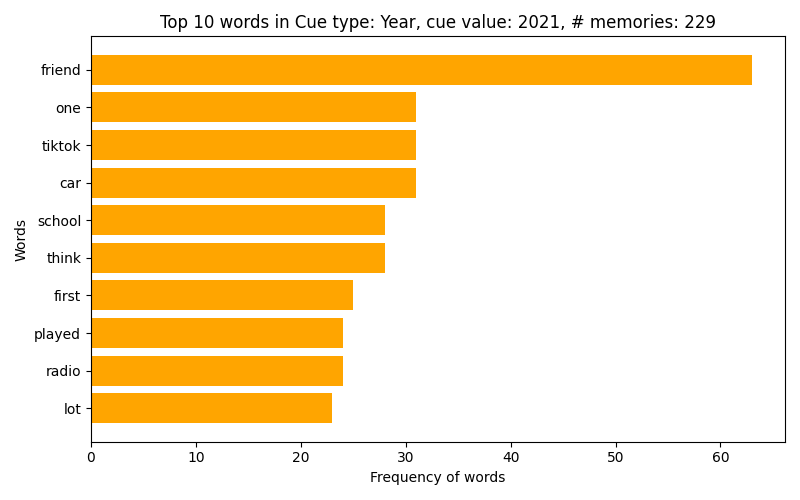 Top 10 words in Cue type: Year, cue value: 2021, # memories: 229
friend
one
tiktok
car
school
think
first
played
radio
lot
Words
0 10 20 30 40 50 60
Frequency of words